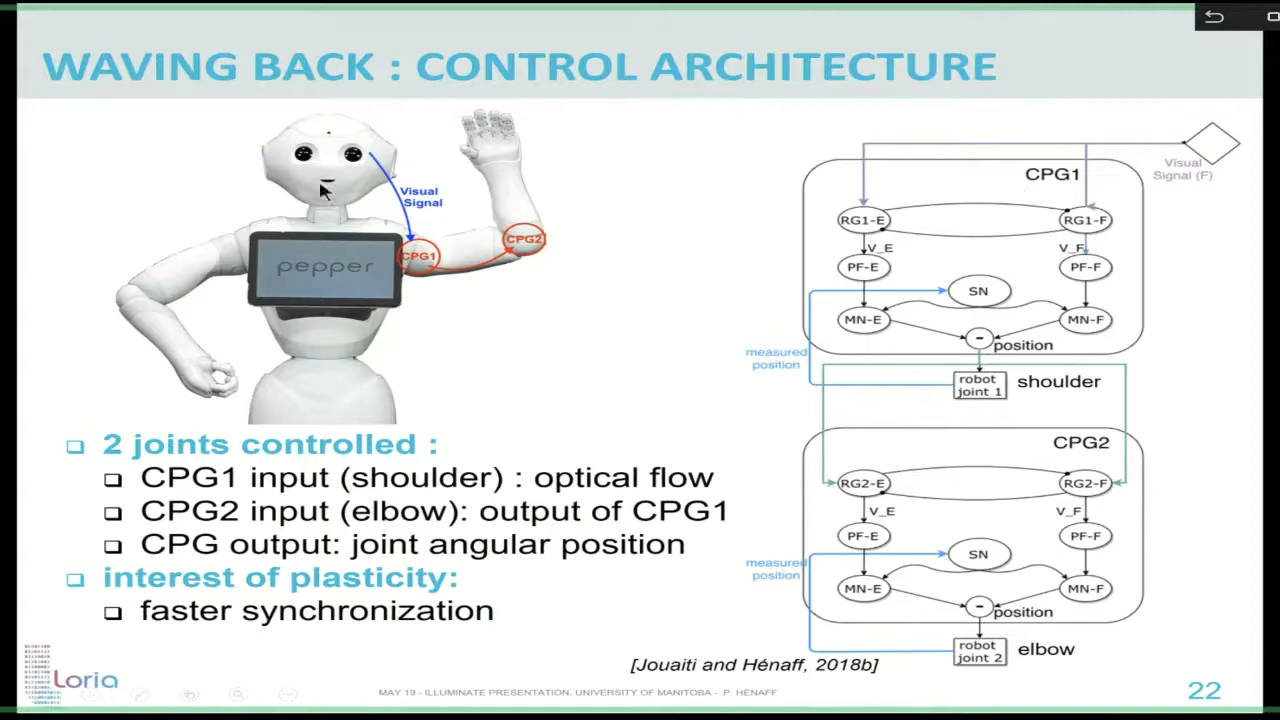 WAVING BACK : CONTROL ARCHITECTURE
Visual
Signal
CPG1
CPG2
pepper
2 joints controlled :
CPG1 input (shoulder) : optical flow
CPG2 input (elbow): output of CPG1
CPG output: joint angular position
interest of plasticity:
faster synchronization
Visual
Signal (F)
CPG1
RG1-E
RG1-F
V_E
V_F
PF-E
PF-F
SN
MN-E
MN-F
-
position
measured
position
robot
joint 1
shoulder
CPG2
RG2-E
RG2-F
V_E
V_F
PF-E
PF-F
SN
measured
position
MN-E
MN-F
-
position
robot
joint 2
elbow
[Jouaiti and Hénaff, 2018b]
Loria
MAY 19 - ILLUMINATE PRESENTATION. UNIVERSITY OF MANITOBA - P HÉNAFF
22